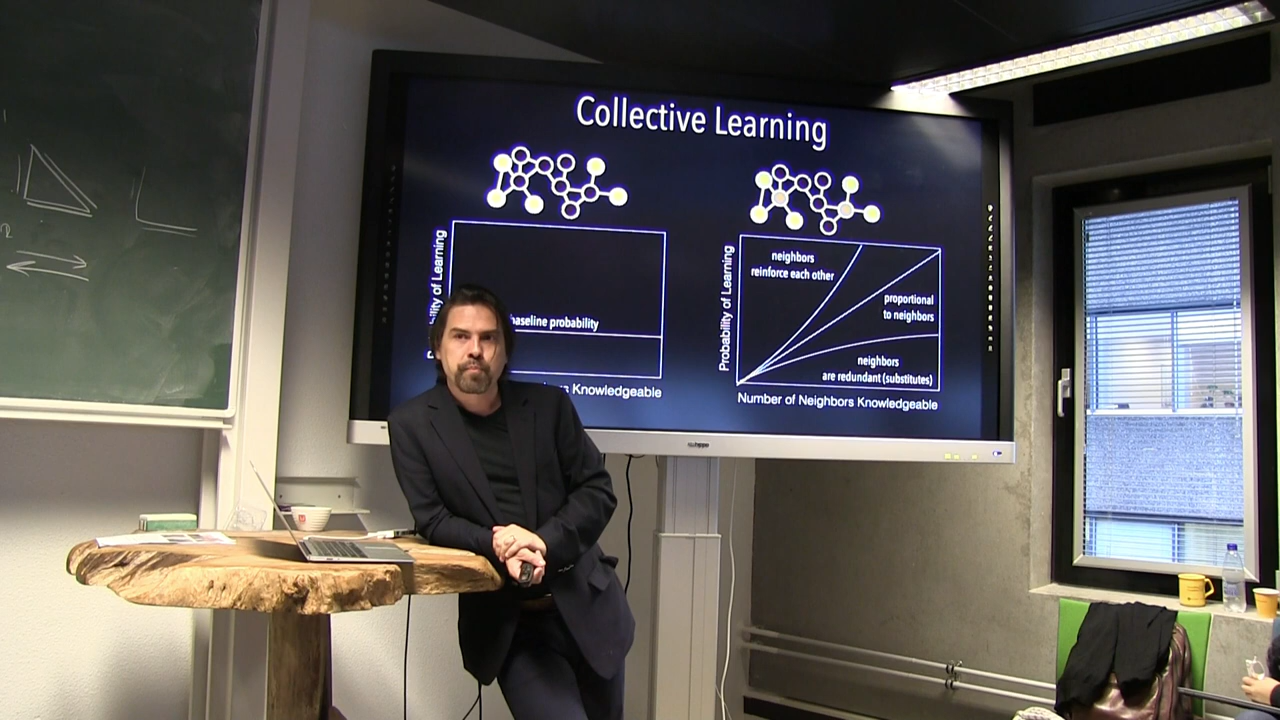 Collective Learning
Probability of Learning
baseline probability
Knowledgeable
Probability of Learning
neighbors
reinforce each other
proportional
to neighbors
neighbors
are redundant (substitutes)
Number of Neighbors Knowledgeable